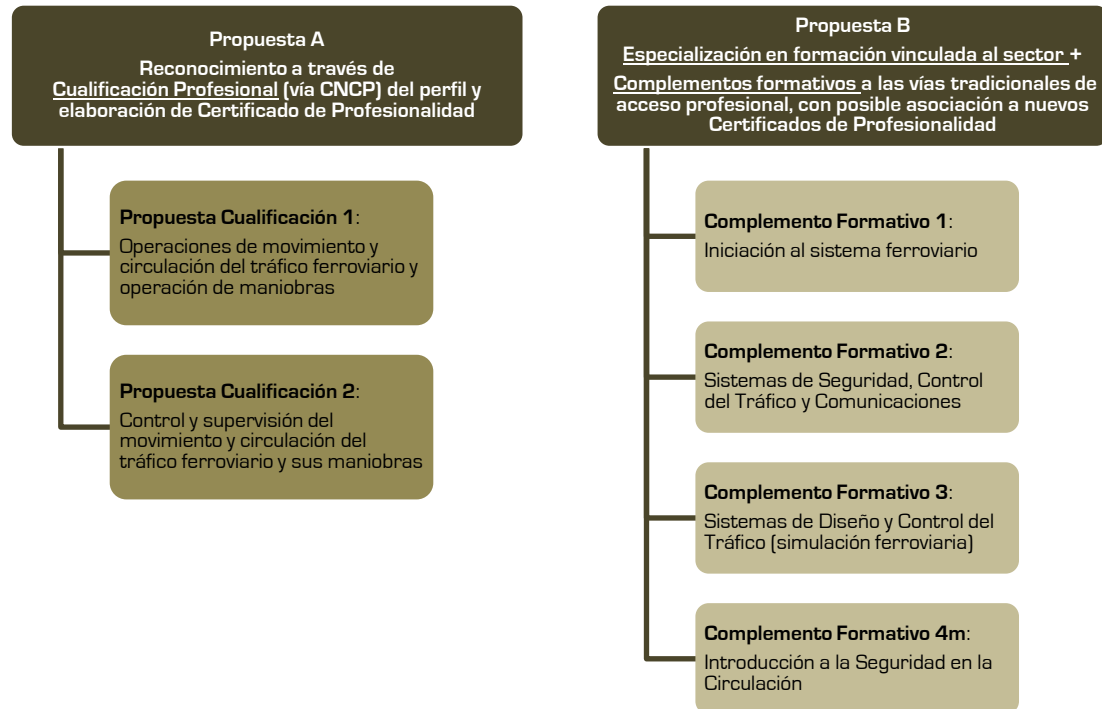 Propuesta A
Reconocimiento a través de
Cualificación Profesional (vía CNCP) del perfil y
elaboración de Certificado de Profesionalidad
Propuesta Cualificación 1:
Operaciones de movimiento y
circulación del tráfico ferroviario y
operación de maniobras
Propuesta Cualificación 2:
Control y supervisión del
movimiento y circulación del
tráfico ferroviario y sus maniobras
Propuesta B
Especialización en formación vinculada al sector +
Complementos formativos a las vías tradicionales de
acceso profesional, con posible asociación a nuevos
Certificados de Profesionalidad
Complemento Formativo 1:
Iniciación al sistema ferroviario
Complemento Formativo 2:
Sistemas de Seguridad, Control
del Tráfico y Comunicaciones
Complemento Formativo 3:
Sistemas de Diseño y Control del
Tráfico (simulación ferroviaria)
Complemento Formativo 4m:
Introducción a la Seguridad en la
Circulación